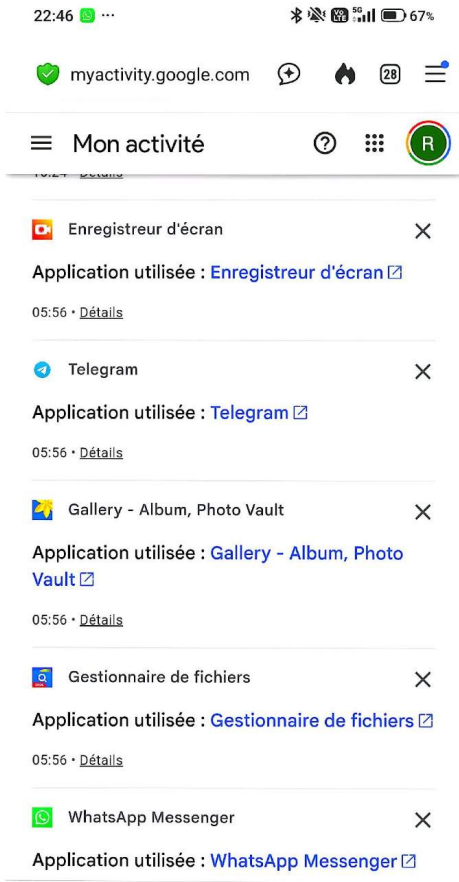 22:46 ... 5G 67%
myactivity.google.com 28
Mon activité R
Détails
Enregistreur d'écran
Application utilisée : Enregistreur d'écran
05:56 • Détails
Telegram
Application utilisée : Telegram
05:56 • Détails
Gallery - Album, Photo Vault
Application utilisée : Gallery - Album, Photo
Vault
05:56 • Détails
Gestionnaire de fichiers
Application utilisée : Gestionnaire de fichiers
05:56 • Détails
WhatsApp Messenger
Application utilisée : WhatsApp Messenger